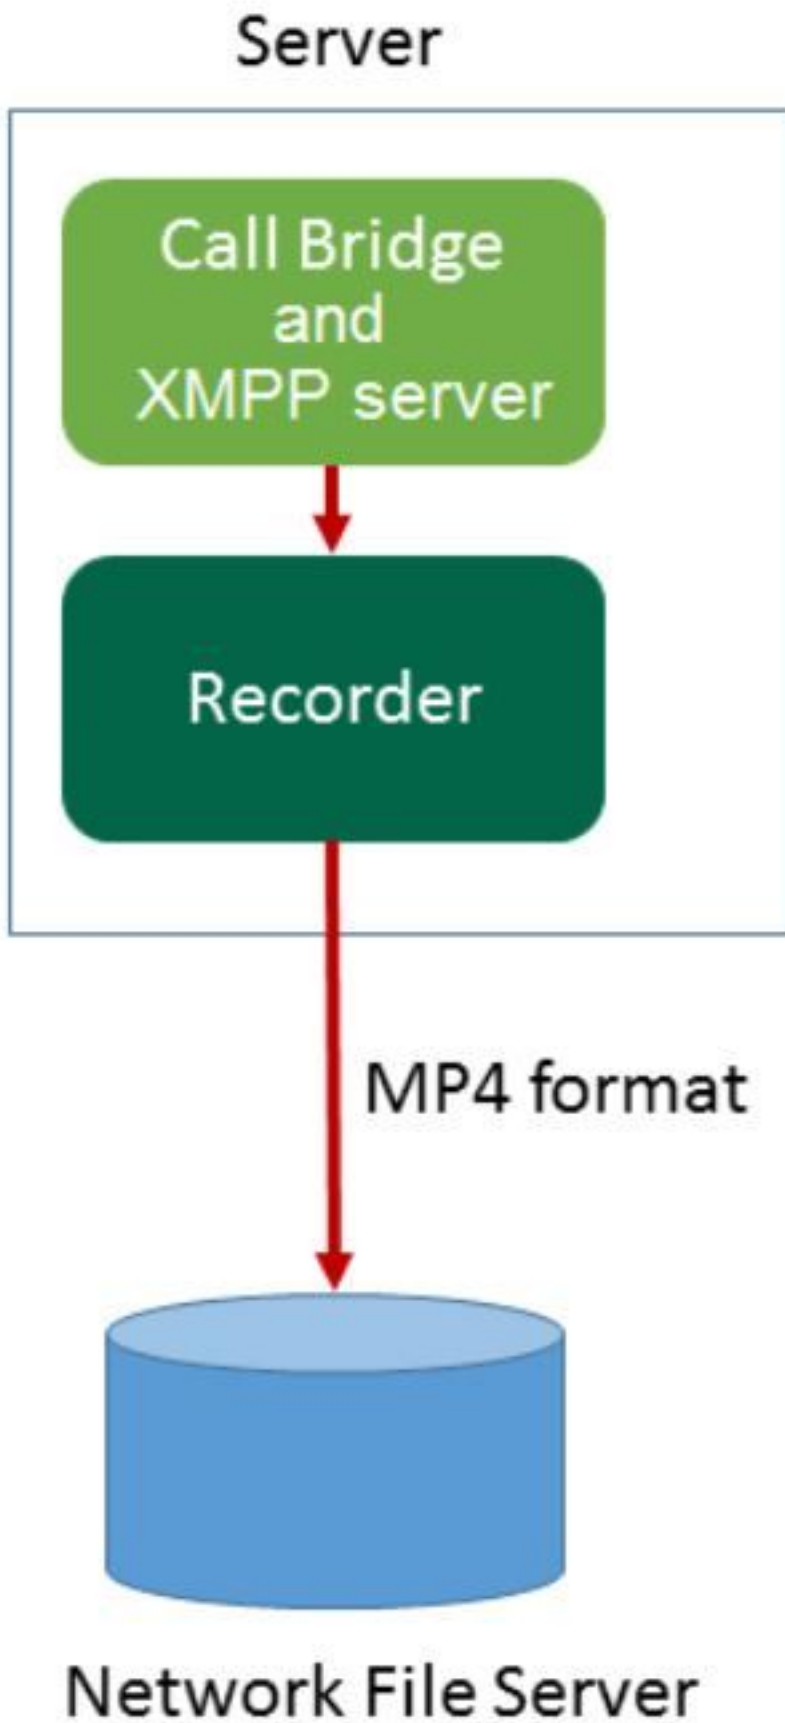 Server
Call Bridge
and
XMPP server
Recorder
MP4 format
Network File Server